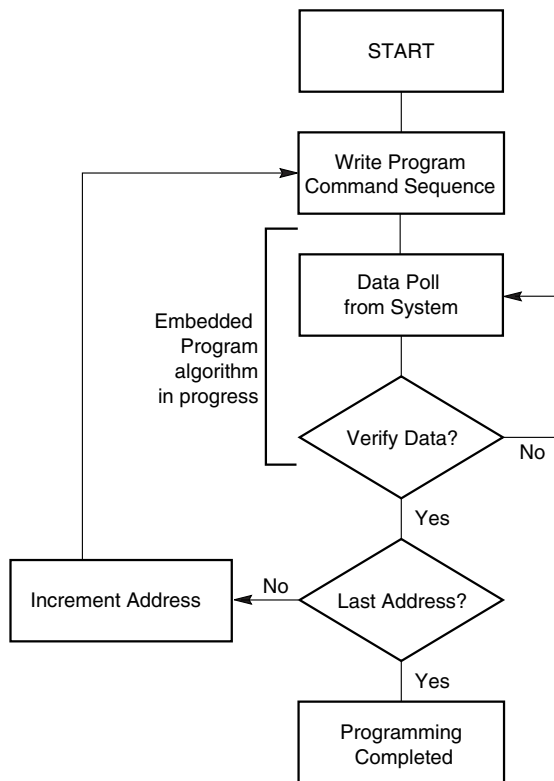 START
Write Program
Command Sequence
Data Poll
from System
Embedded
Program
algorithm
in progress
Verify Data?
No
Yes
Increment Address
No
Last Address?
Yes
Programming
Completed